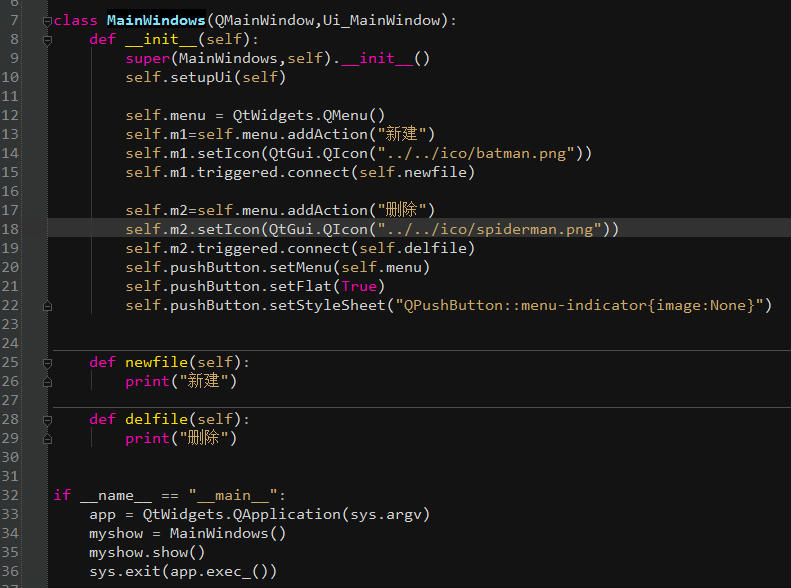 6
7 class MainWindows(QMainWindow,Ui_MainWindow):
8     def __init__(self):
9         super(MainWindows,self).__init__()
10         self.setupUi(self)
11
12         self.menu = QtWidgets.QMenu()
13         self.m1=self.menu.addAction("新建")
14         self.m1.setIcon(QtGui.QIcon("../../ico/batman.png"))
15         self.m1.triggered.connect(self.newfile)
16
17         self.m2=self.menu.addAction("删除")
18         self.m2.setIcon(QtGui.QIcon("../../ico/spiderman.png"))
19         self.m2.triggered.connect(self.delfile)
20         self.pushButton.setMenu(self.menu)
21         self.pushButton.setFlat(True)
22         self.pushButton.setStyleSheet("QPushButton::menu-indicator{image:None}")
23
24
25     def newfile(self):
26         print("新建")
27
28     def delfile(self):
29         print("删除")
30
31
32 if __name__ == "__main__":
33     app = QtWidgets.QApplication(sys.argv)
34     myshow = MainWindows()
35     myshow.show()
36     sys.exit(app.exec_())
37